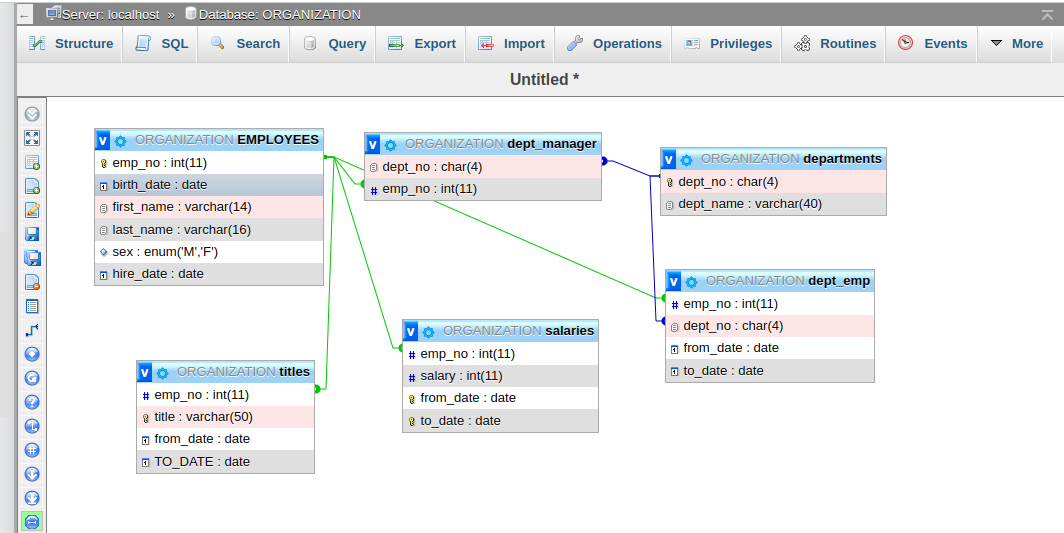 Server: localhost » Database: ORGANIZATION
Structure SQL Search Query Export Import Operations Privileges Routines Events More
Untitled *
v ORGANIZATION EMPLOYEES
emp_no : int(11)
birth_date : date
first_name : varchar(14)
last_name : varchar(16)
sex : enum('M','F')
hire_date : date
v ORGANIZATION dept_manager
dept_no : char(4)
# emp_no : int(11)
v ORGANIZATION departments
dept_no : char(4)
dept_name : varchar(40)
v ORGANIZATION dept_emp
# emp_no : int(11)
dept_no : char(4)
from_date : date
to_date : date
v ORGANIZATION salaries
# emp_no : int(11)
# salary : int(11)
from_date : date
to_date : date
v ORGANIZATION titles
# emp_no : int(11)
title : varchar(50)
from_date : date
TO_DATE : date